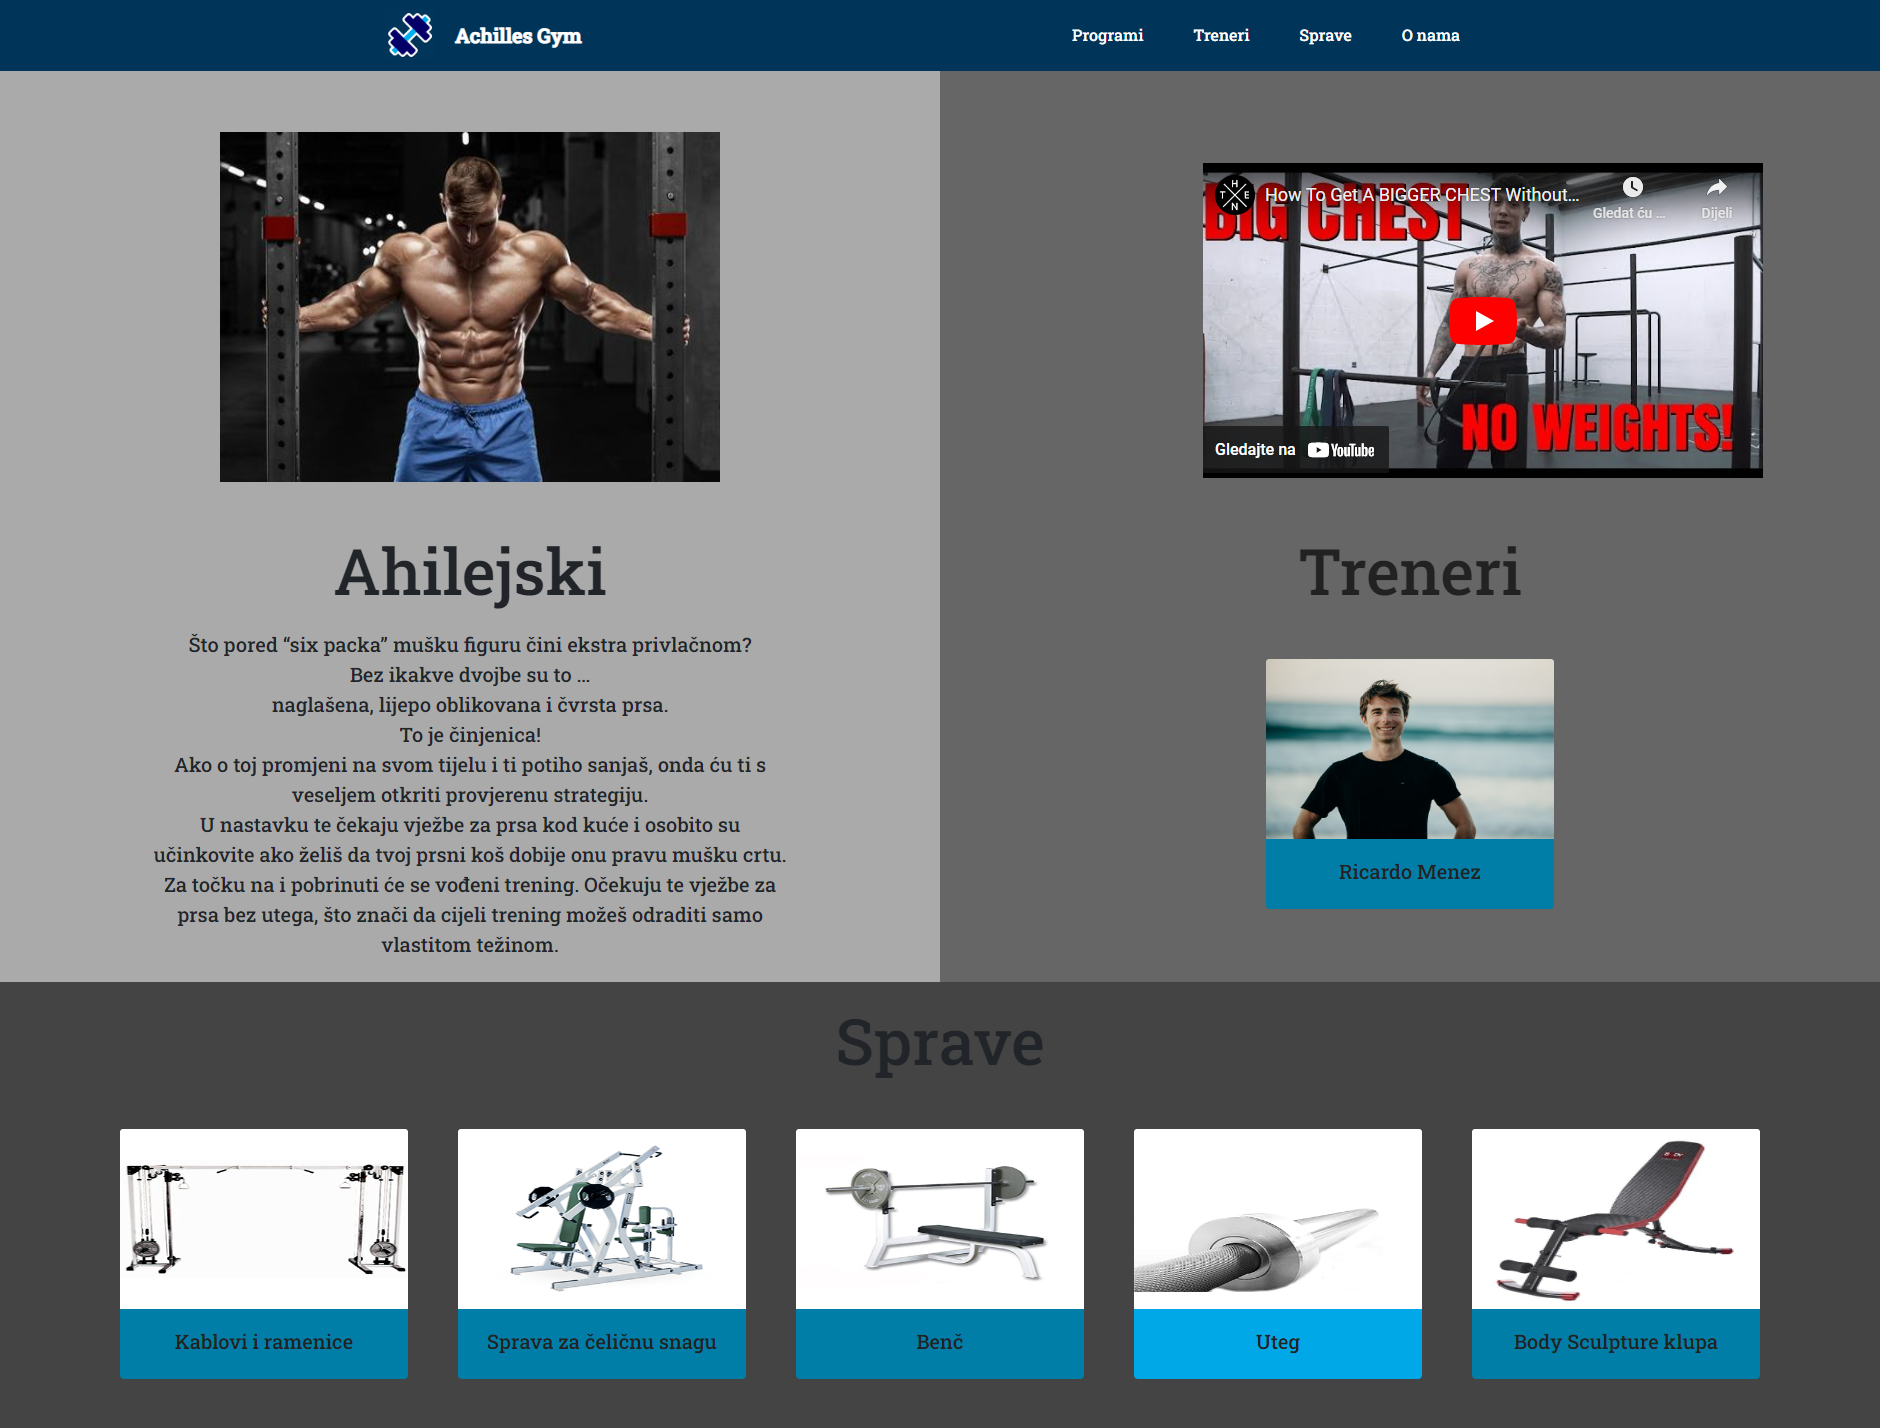 Achilles Gym
Programi
Treneri
Sprave
O nama
BIG CHEST
How To Get A BIGGER CHEST Without...
Gledat ću ...
Dijeli
T H E N
NO WEIGHTS!
Gledajte na YouTube
Ahilejski
Što pored “six packa” mušku figuru čini ekstra privlačnom?
Bez ikakve dvojbe su to ...
naglašena, lijepo oblikovana i čvrsta prsa.
To je činjenica!
Ako o toj promjeni na svom tijelu i ti potiho sanjaš, onda ću ti s
veseljem otkriti provjerenu strategiju.
U nastavku te čekaju vježbe za prsa kod kuće i osobito su
učinkovite ako želiš da tvoj prsni koš dobije onu pravu mušku crtu.
Za točku na i pobrinuti će se vođeni trening. Očekuju te vježbe za
prsa bez utega, što znači da cijeli trening možeš odraditi samo
vlastitom težinom.
Treneri
Ricardo Menez
Sprave
Kablovi i ramenice
Sprava za čeličnu snagu
Benč
Uteg
Body Sculpture klupa